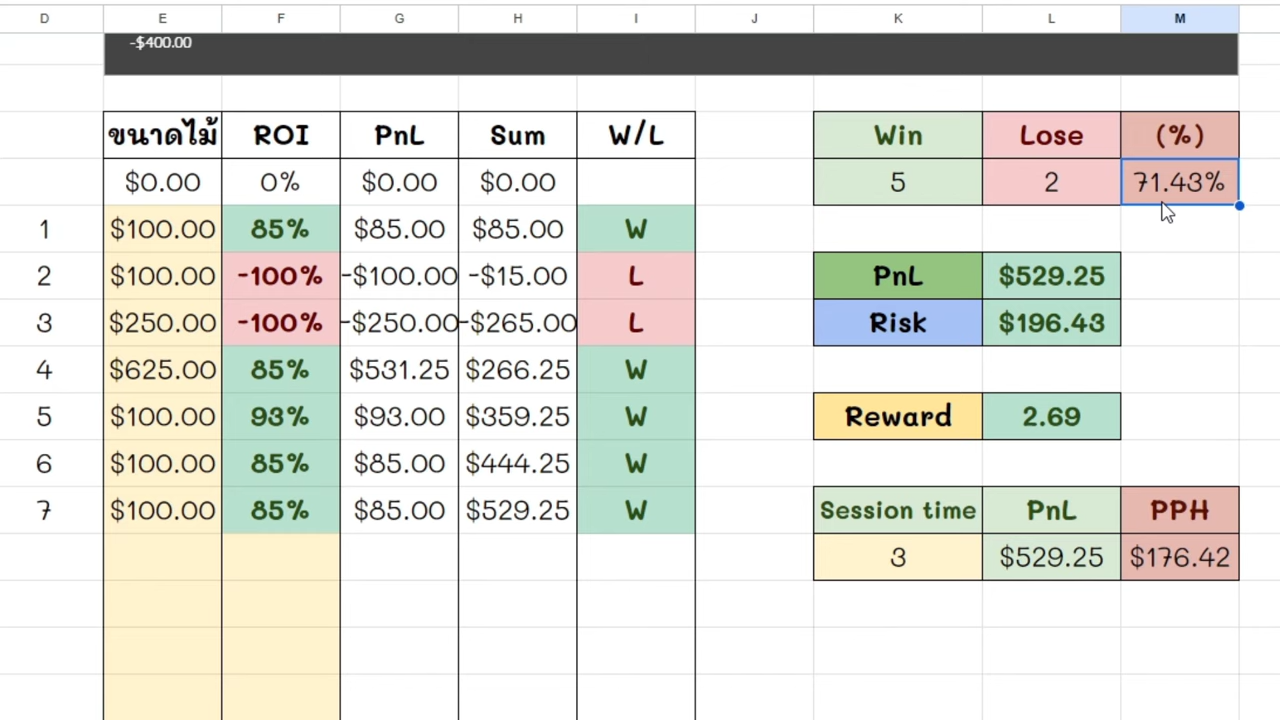 D E F G H I J K L M
-$400.00
ขนาดไม้ ROI PnL Sum W/L Win Lose (%)
$0.00 0% $0.00 $0.00 5 2 71.43%
1 $100.00 85% $85.00 $85.00 W
2 $100.00 -100% -$100.00 -$15.00 L PnL $529.25
3 $250.00 -100% -$250.00 -$265.00 L Risk $196.43
4 $625.00 85% $531.25 $266.25 W
5 $100.00 93% $93.00 $359.25 W Reward 2.69
6 $100.00 85% $85.00 $444.25 W
7 $100.00 85% $85.00 $529.25 W Session time PnL PPH
3 $529.25 $176.42